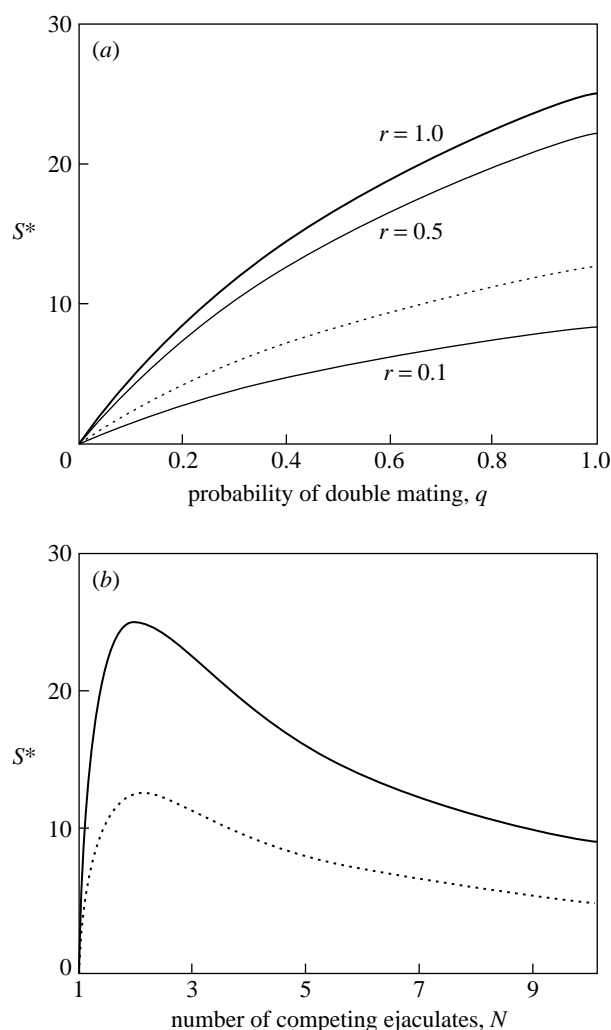 30
(a)
r = 1.0
20
S*
r = 0.5
10
r = 0.1
0
0.2
0.4
0.6
0.8
1.0
probability of double mating, q
30
(b)
20
S*
10
0
1
3
5
7
9
number of competing ejaculates, N